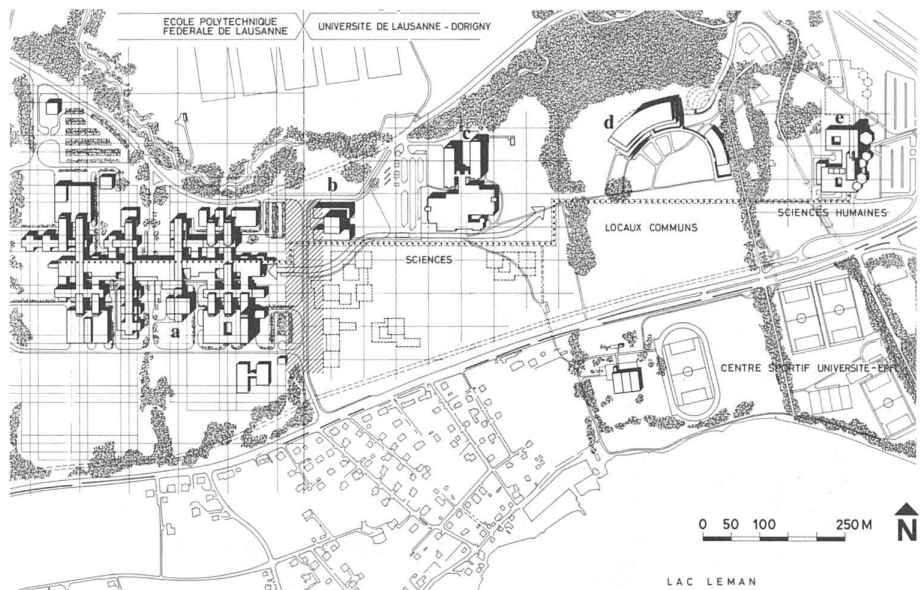 ECOLE POLYTECHNIQUE
FEDERALE DE LAUSANNE
UNIVERSITE DE LAUSANNE - DORIGNY
c
d
e
b
SCIENCES HUMAINES
LOCAUX COMMUNS
SCIENCES
a
CENTRE SPORTIF UNIVERSITE-EPFL
0 50 100 250 M
N
LAC LEMAN